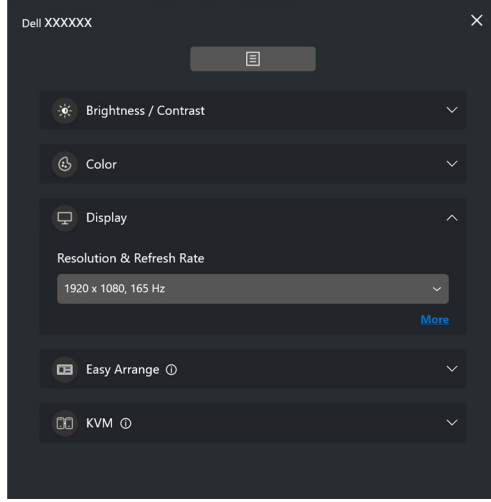 Dell XXXXXX
Brightness / Contrast
Color
Display
Resolution & Refresh Rate
1920 x 1080, 165 Hz
More
Easy Arrange
KVM